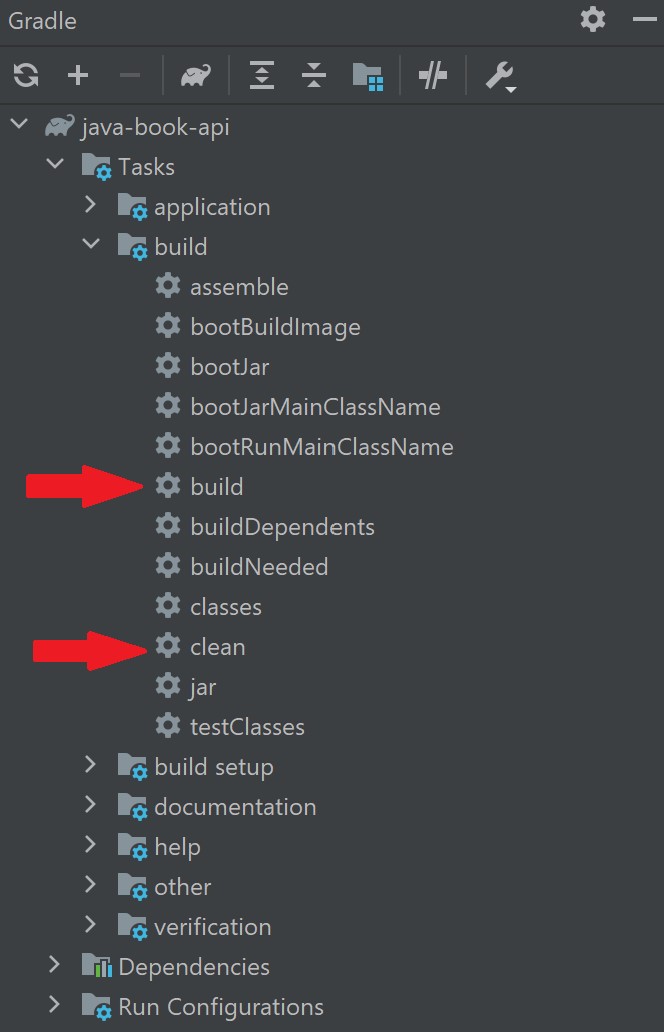 Gradle
java-book-api
Tasks
application
build
assemble
bootBuildImage
bootJar
bootJarMainClassName
bootRunMainClassName
build
buildDependents
buildNeeded
classes
clean
jar
testClasses
build setup
documentation
help
other
verification
Dependencies
Run Configurations